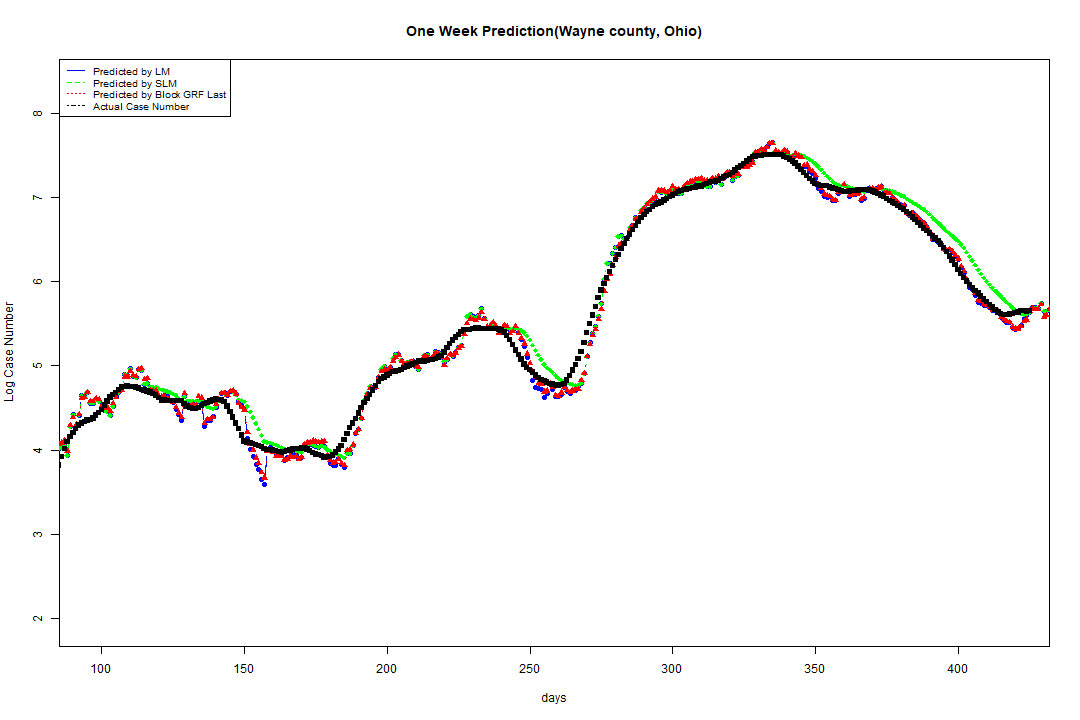 One Week Prediction(Wayne county, Ohio)
Predicted by LM
Predicted by SLM
Predicted by Block GRF Last
Actual Case Number
Log Case Number
8
7
6
5
4
3
2
100 150 200 250 300 350 400
days